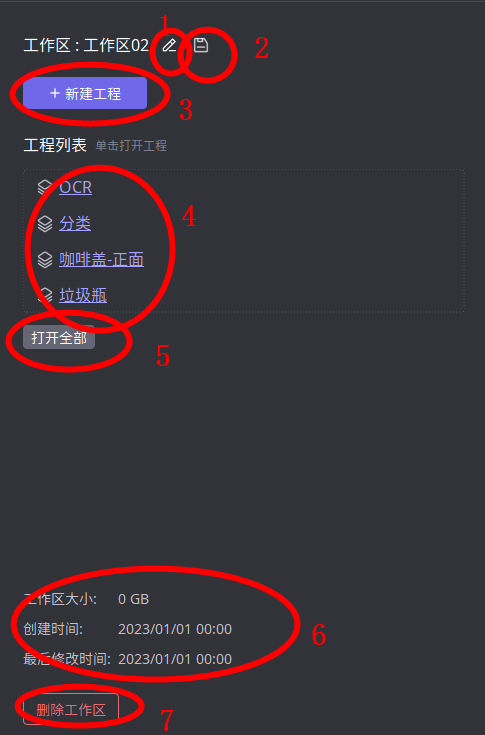 1
工作区 : 工作区02
2
+ 新建工程
3
工程列表 单击打开工程
OCR
分类
4
咖啡盖-正面
垃圾瓶
打开全部
5
工作区大小: 0 GB
创建时间: 2023/01/01 00:00
6
最后修改时间: 2023/01/01 00:00
删除工作区
7